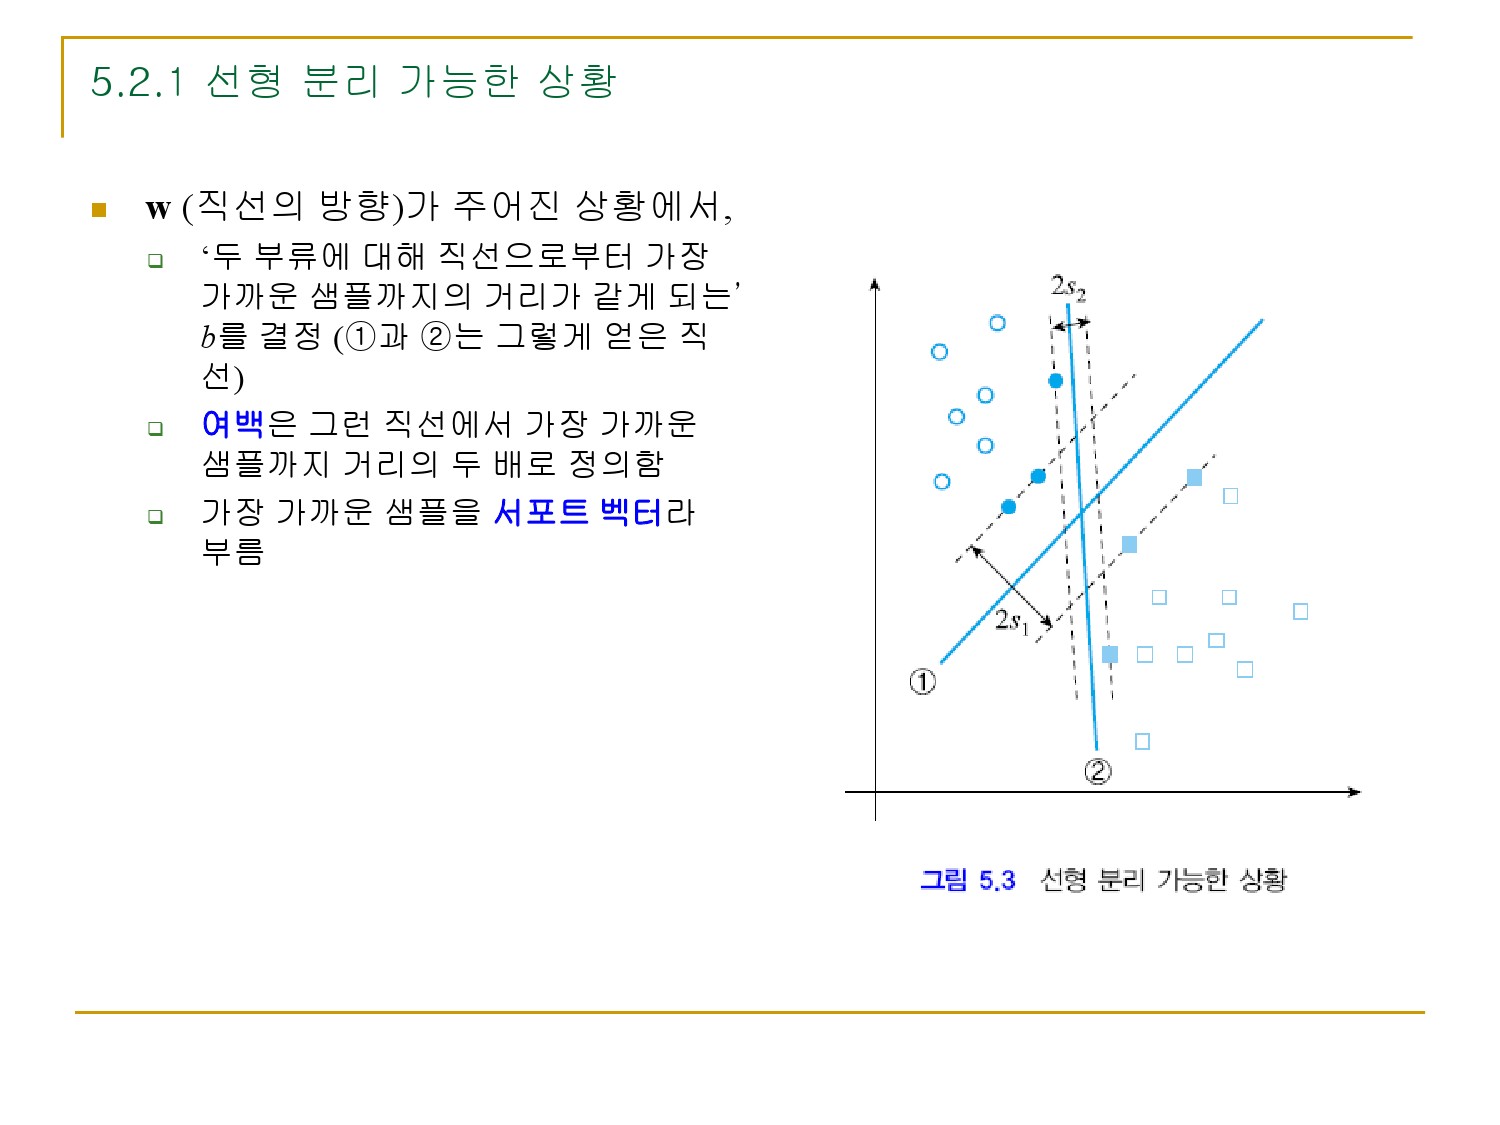 5.2.1 선형 분리 가능한 상황
w (직선의 방향)가 주어진 상황에서,
‘두 부류에 대해 직선으로부터 가장
가까운 샘플까지의 거리가 같게 되는’
b를 결정 (①과 ②는 그렇게 얻은 직
선)
여백은 그런 직선에서 가장 가까운
샘플까지 거리의 두 배로 정의함
가장 가까운 샘플을 서포트 벡터라
부름
2s₂
2s₁
①
②
그림 5.3 선형 분리 가능한 상황